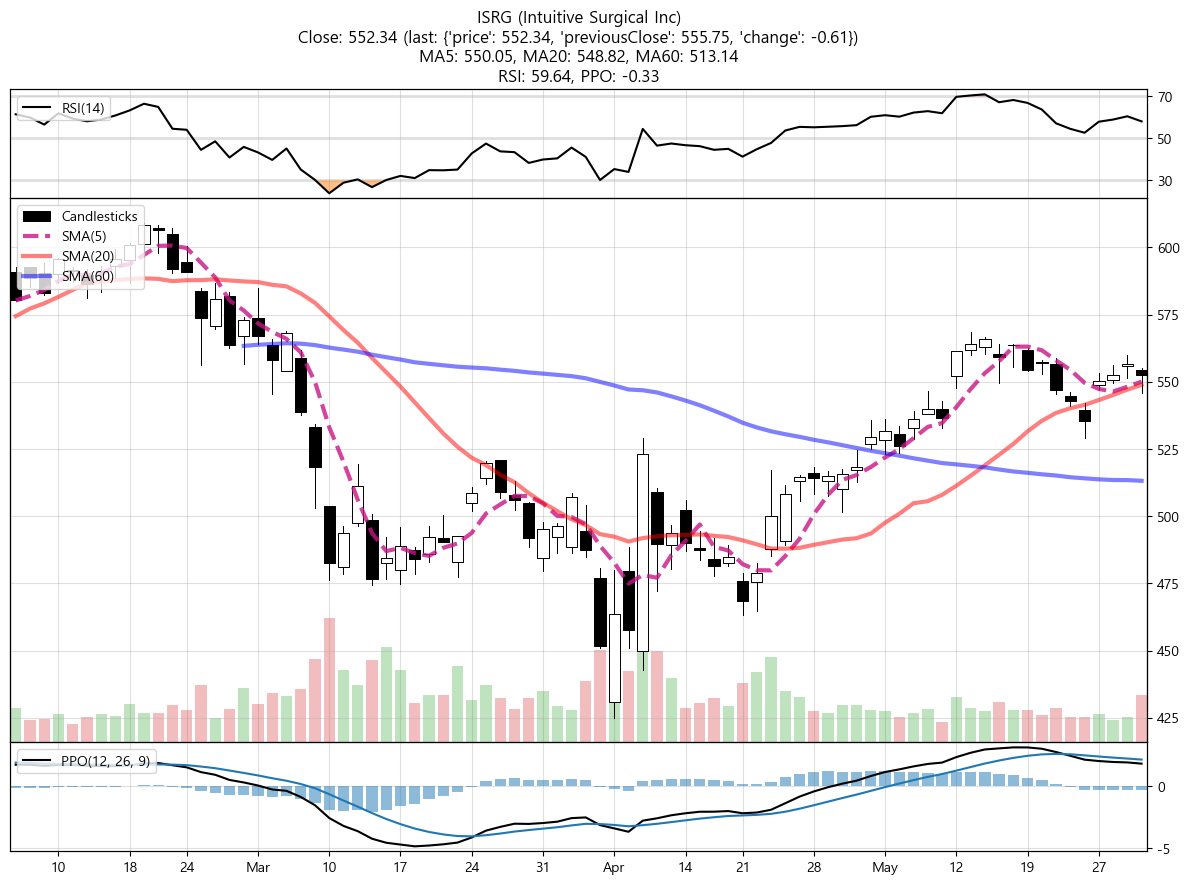 ISRG (Intuitive Surgical Inc)
Close: 552.34 (last: {'price': 552.34, 'previousClose': 555.75, 'change': -0.61})
MA5: 550.05, MA20: 548.82, MA60: 513.14
RSI: 59.64, PPO: -0.33
RSI(14)
70
50
30
Candlesticks
SMA(5)
SMA(20)
SMA(60)
600
575
550
525
500
475
450
425
PPO(12, 26, 9)
0
-5
10 18 24 Mar 10 17 24 31 Apr 14 21 28 May 12 19 27